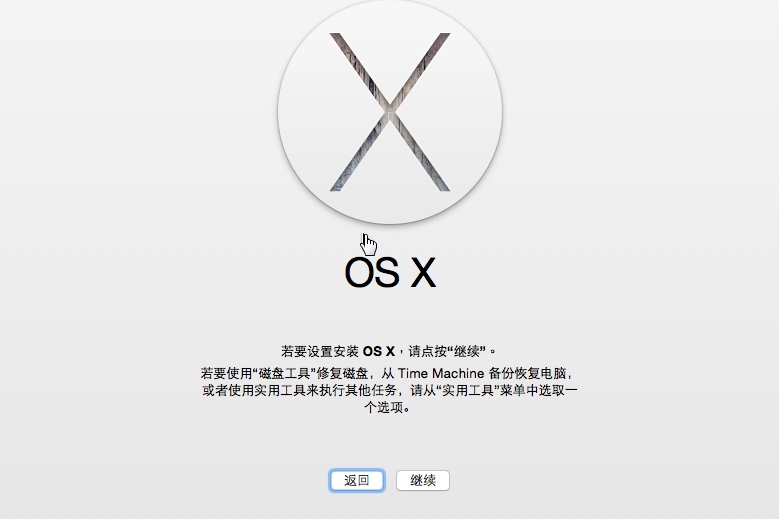 OS X
若要设置安装 OS X，请点按“继续”。
若要使用“磁盘工具”修复磁盘，从 Time Machine 备份恢复电脑，
或者使用实用工具来执行其他任务，请从“实用工具”菜单中选取一
个选项。
返回 继续